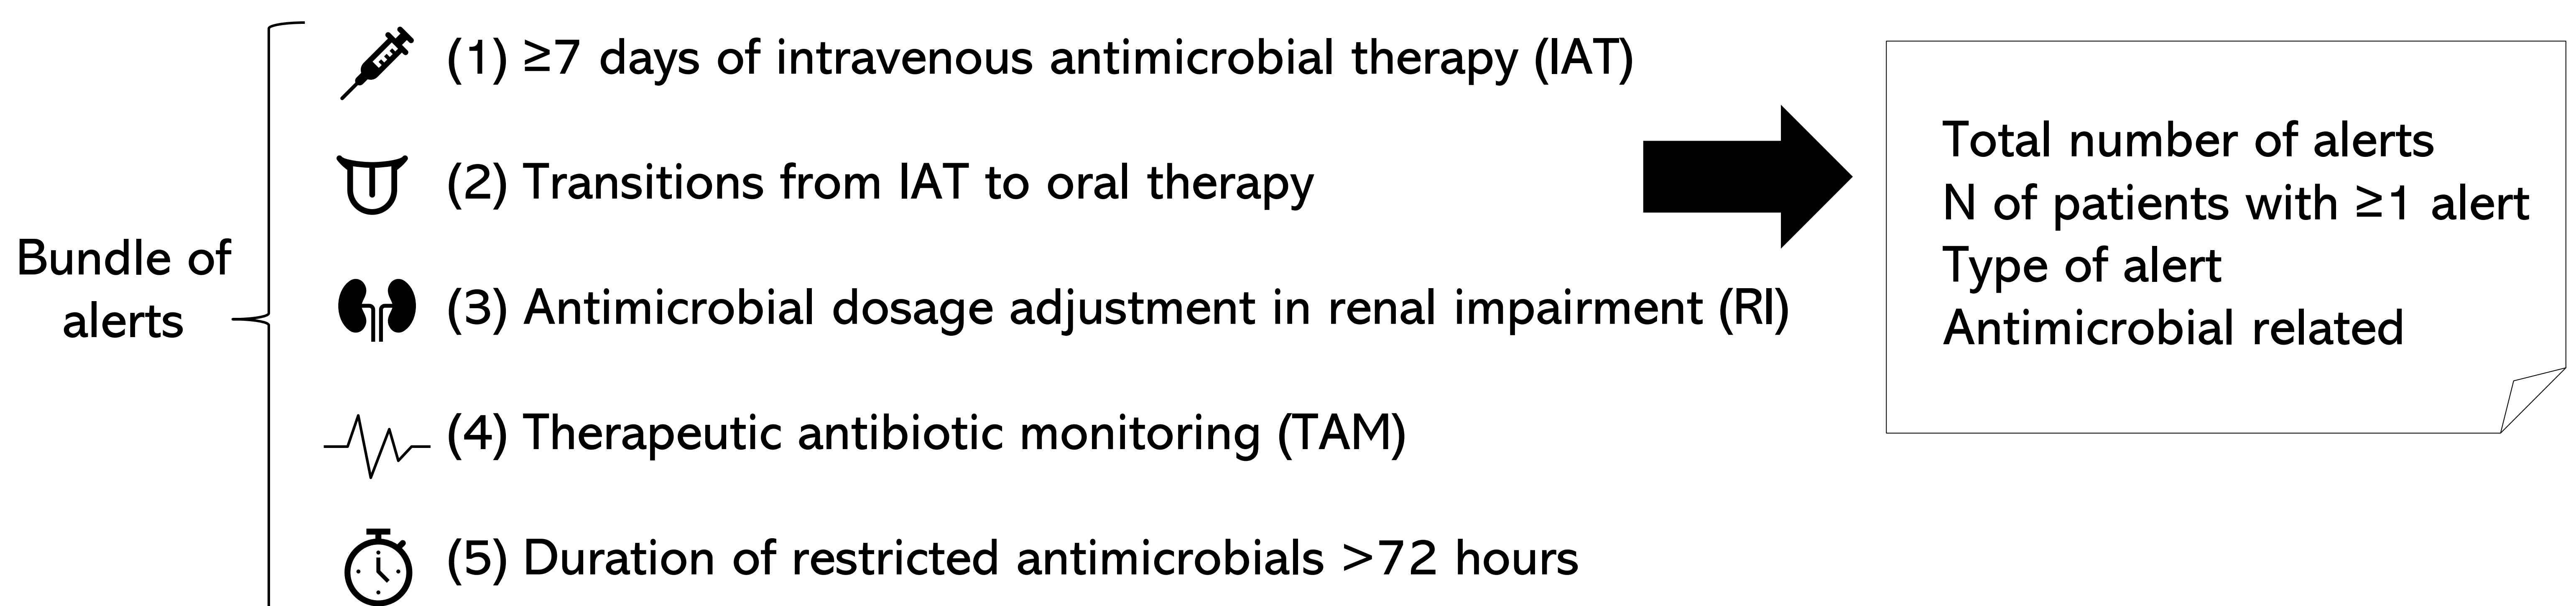 Bundle of
alerts
(1) ≥7 days of intravenous antimicrobial therapy (IAT)
(2) Transitions from IAT to oral therapy
(3) Antimicrobial dosage adjustment in renal impairment (RI)
(4) Therapeutic antibiotic monitoring (TAM)
(5) Duration of restricted antimicrobials >72 hours
Total number of alerts
N of patients with ≥1 alert
Type of alert
Antimicrobial related